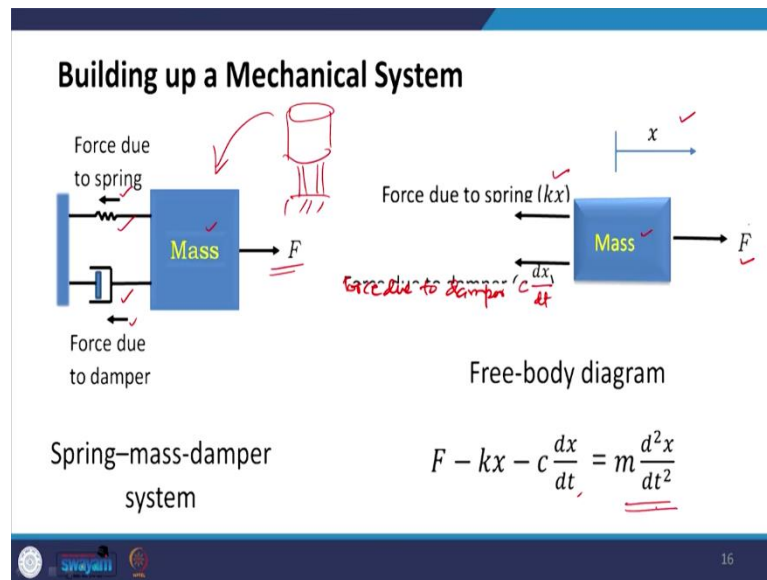 Building up a Mechanical System
Force due
to spring
Mass
F
Force due
to damper
Spring–mass-damper
system
x
Force due to spring (kx)
Mass
F
Force due to damper (c dx/dt)
Free-body diagram
F − kx − c dx/dt = m d²x/dt²
swayam
16